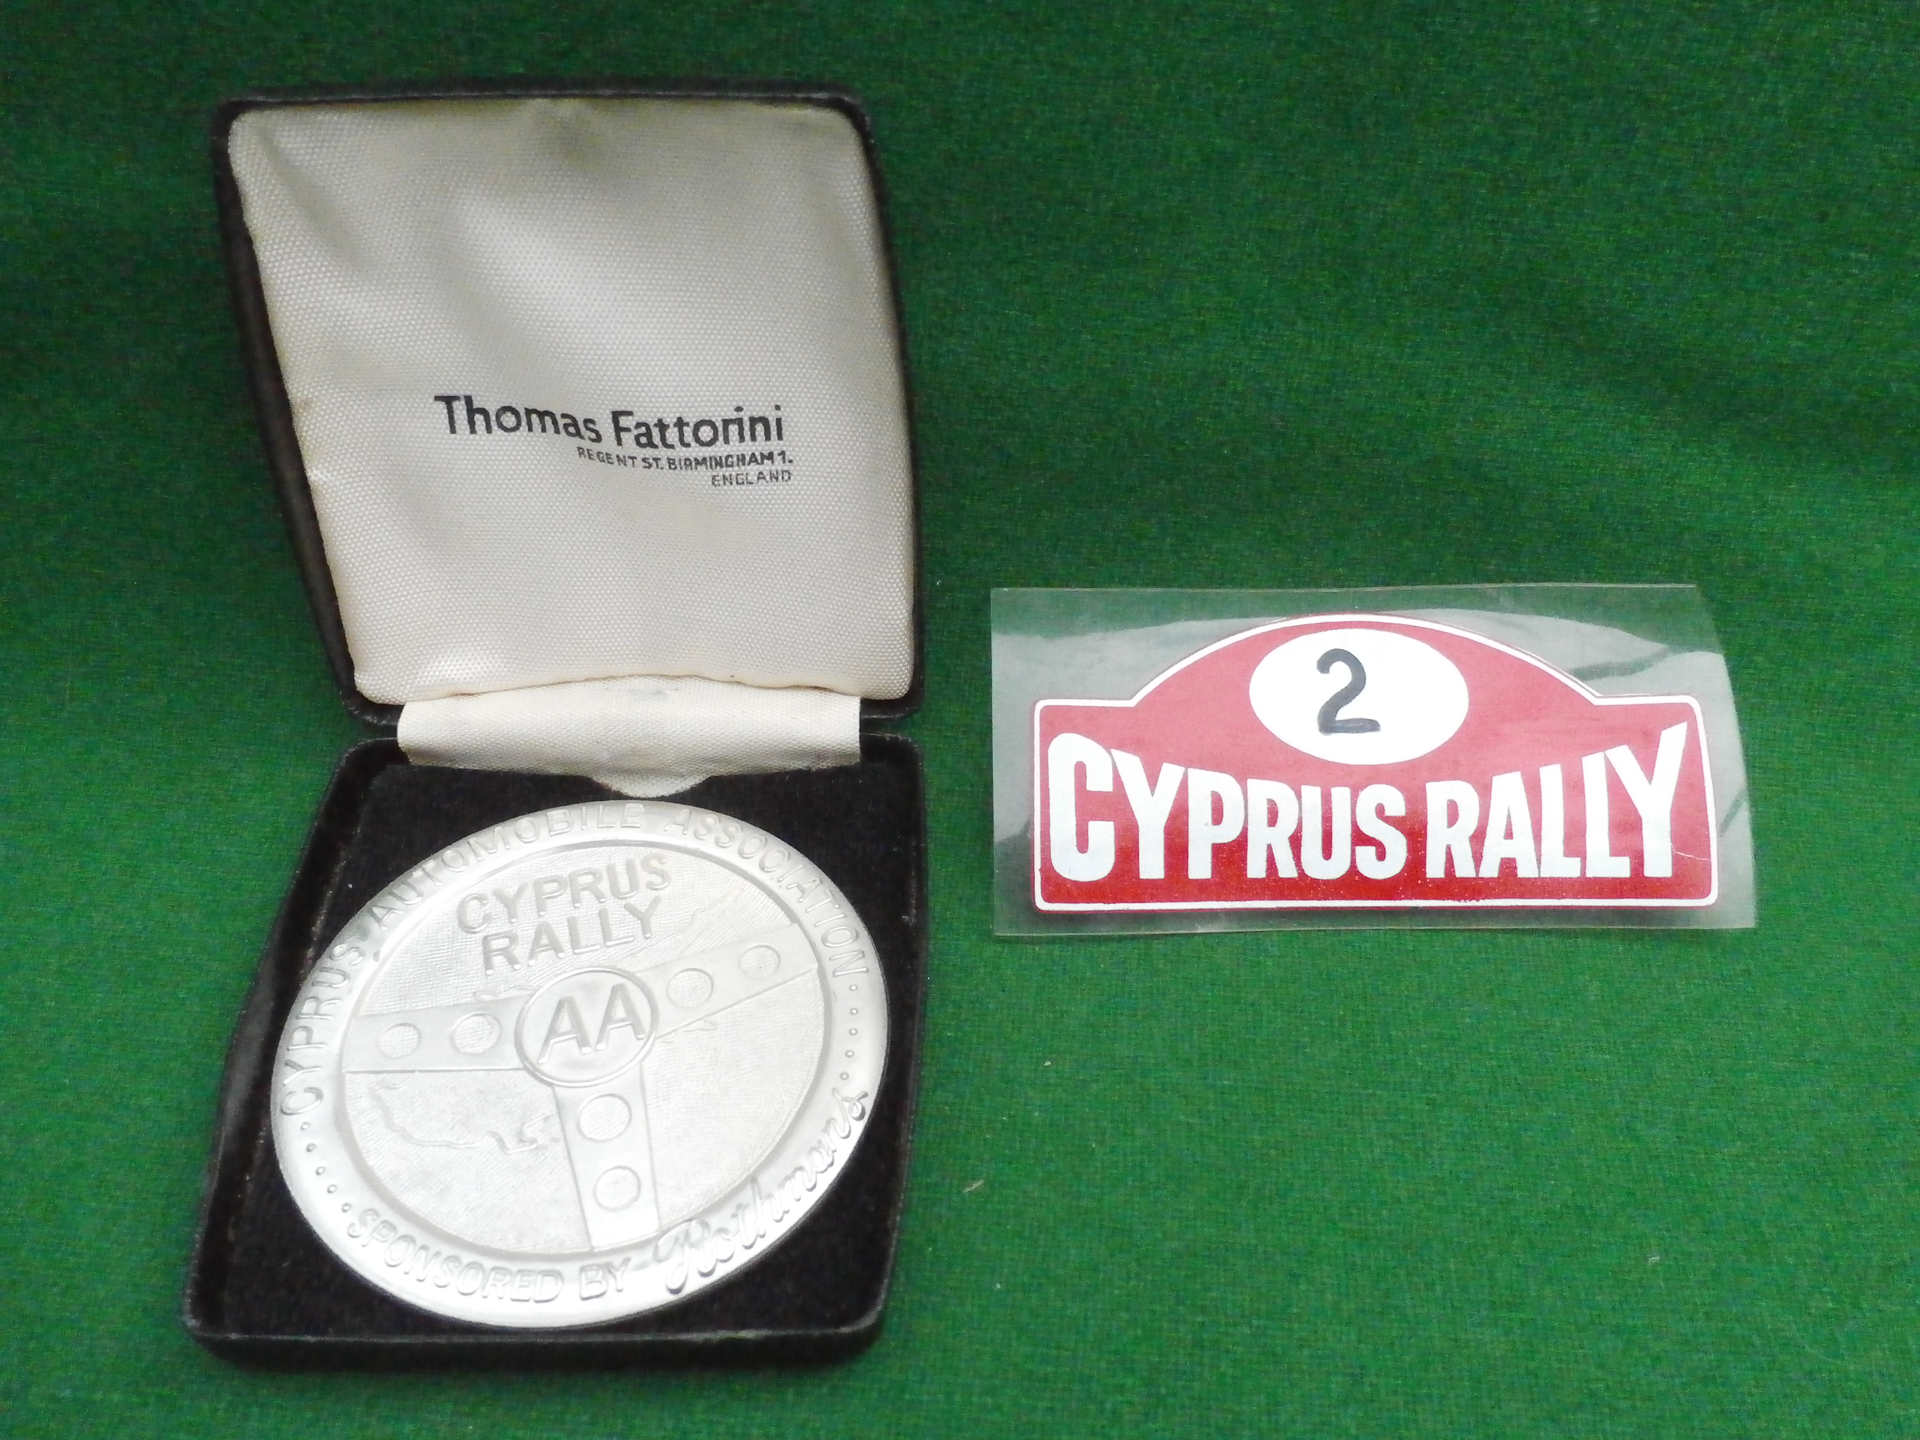 Thomas Fattorini
REGENT ST. BIRMINGHAM 1.
ENGLAND
CYPRUS AUTOMOBILE ASSOCIATION
CYPRUS
RALLY
AA
SPONSORED BY Rothmans
2
CYPRUS RALLY